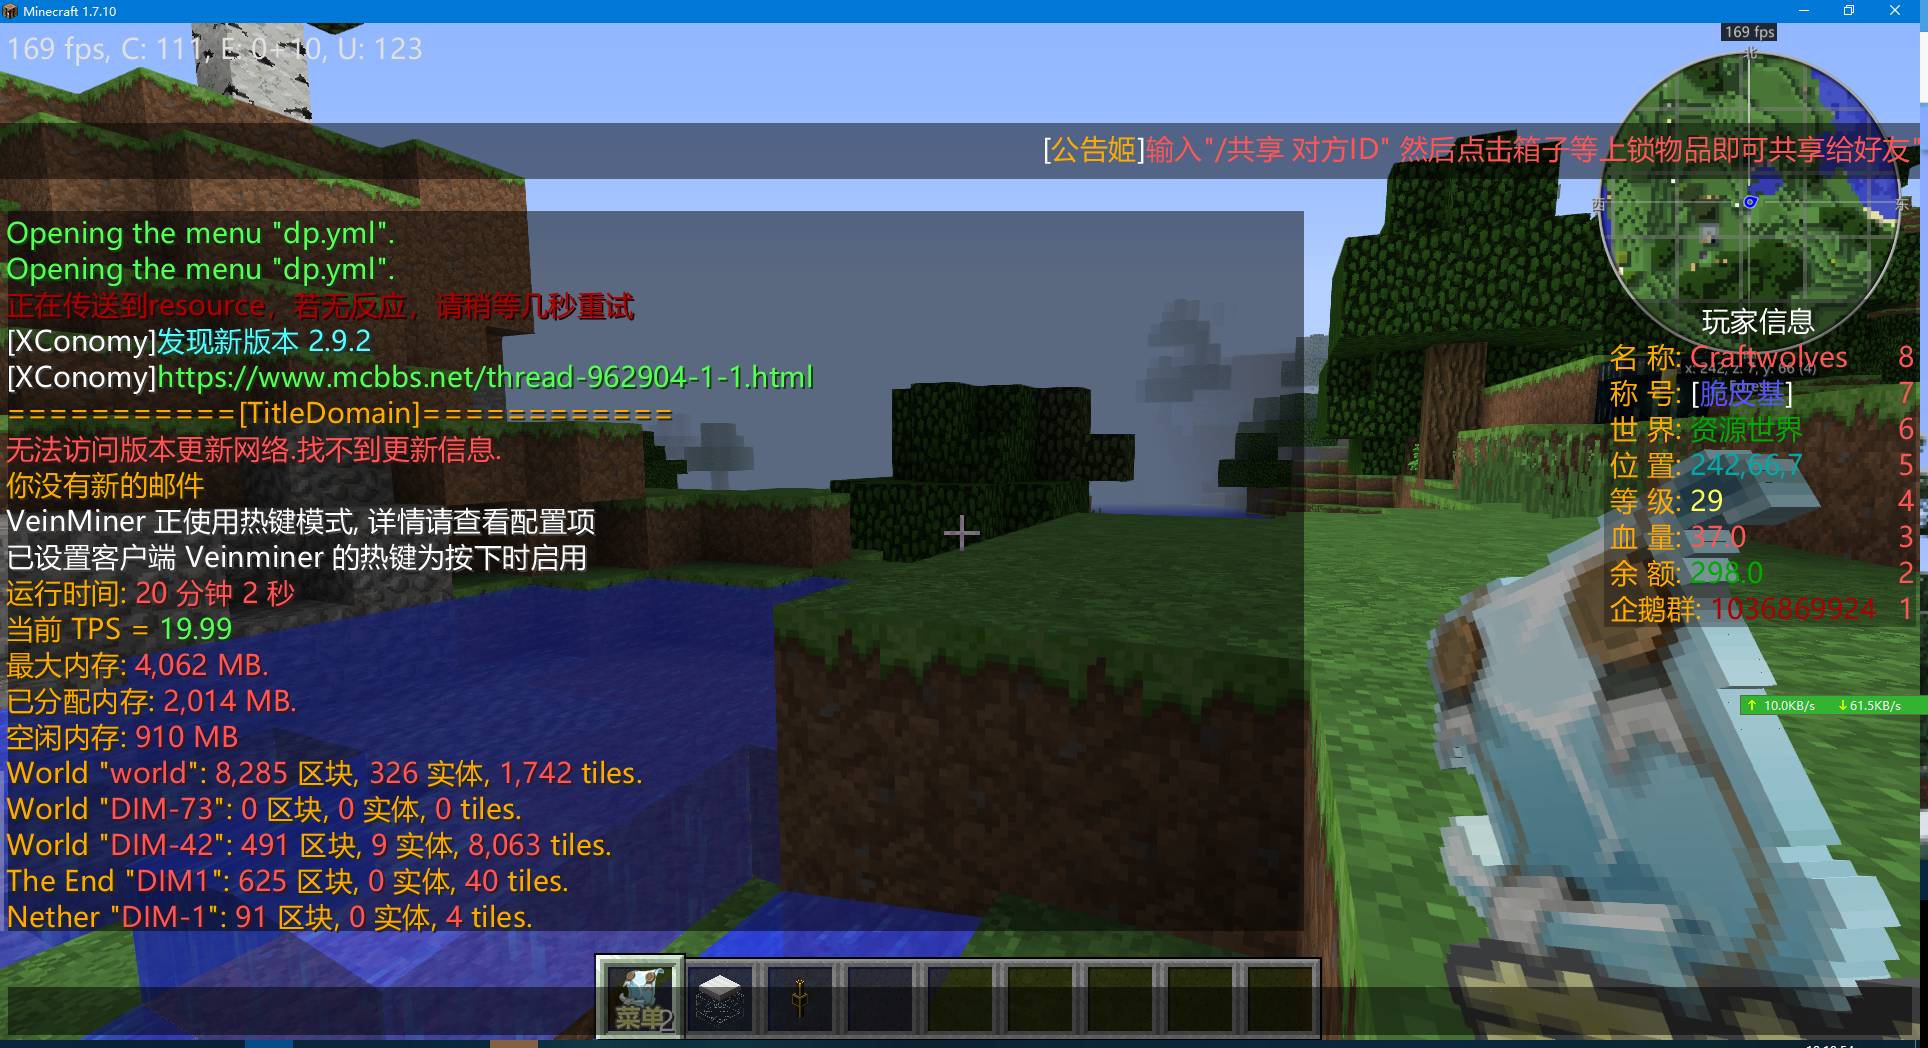 Minecraft 1.7.10
169 fps, C: 111, E: 0+10, U: 123
169 fps
北
[公告姬]输入"/共享 对方ID" 然后点击箱子等上锁物品即可共享给好友"
西
东
Opening the menu "dp.yml".
Opening the menu "dp.yml".
正在传送到resource，若无反应，请稍等几秒重试
[XConomy]发现新版本 2.9.2
[XConomy]https://www.mcbbs.net/thread-962904-1-1.html
===========[TitleDomain]============
无法访问版本更新网络.找不到更新信息.
你没有新的邮件
VeinMiner 正使用热键模式, 详情请查看配置项
已设置客户端 Veinminer 的热键为按下时启用
运行时间: 20 分钟 2 秒
当前 TPS = 19.99
最大内存: 4,062 MB.
已分配内存: 2,014 MB.
空闲内存: 910 MB
World "world": 8,285 区块, 326 实体, 1,742 tiles.
World "DIM-73": 0 区块, 0 实体, 0 tiles.
World "DIM-42": 491 区块, 9 实体, 8,063 tiles.
The End "DIM1": 625 区块, 0 实体, 40 tiles.
Nether "DIM-1": 91 区块, 0 实体, 4 tiles.
玩家信息
名 称: Craftwolves 8
x: 242, z: 7, y: 66 (4)
称 号: [脆皮基] 7
世 界: 资源世界 6
位 置: 242,66,7 5
等 级: 29 4
血 量: 37.0 3
余 额: 298.0 2
企鹅群: 1036869924 1
↑ 10.0KB/s ↓ 61.5KB/s
菜单 2